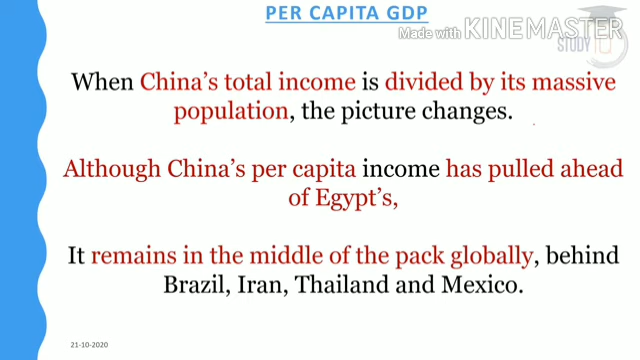 PER CAPITA GDP
Made with KINEMASTER
STUDY IQ
When China's total income is divided by its massive
population, the picture changes.
Although China's per capita income has pulled ahead
of Egypt's,
It remains in the middle of the pack globally, behind
Brazil, Iran, Thailand and Mexico.
21-10-2020